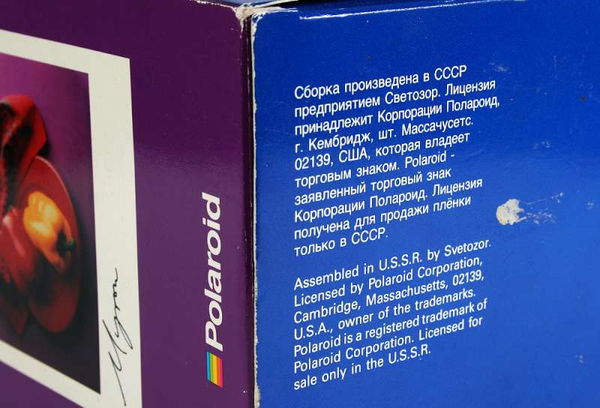 Myron
Polaroid
Сборка произведена в СССР
предприятием Светозор. Лицензия
принадлежит Корпорации Полароид,
г. Кембридж, шт. Массачусетс.
02139, США, которая владеет
торговым знаком. Polaroid -
заявленный торговый знак
Корпорации Полароид. Лицензия
получена для продажи плёнки
только в СССР.
Assembled in U.S.S.R. by Svetozor.
Licensed by Polaroid Corporation,
Cambridge, Massachusetts, 02139,
U.S.A., owner of the trademarks.
Polaroid is a registered trademark of
Polaroid Corporation. Licensed for
sale only in the U.S.S.R.